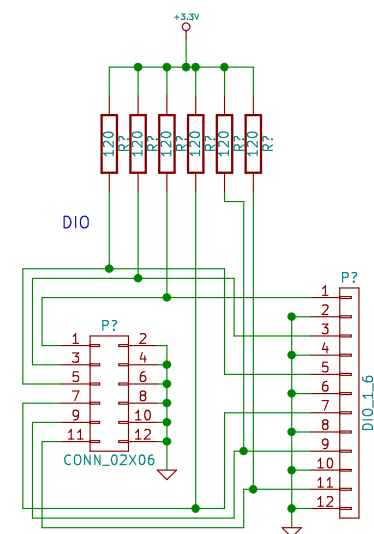 +3.3V
120 R? 120 R? 120 R? 120 R? 120 R? 120 R?
DIO
P?
1
2
3
4
5
6
7
8
9
10
11
12
DIO_1_6
P?
1 2
3 4
5 6
7 8
9 10
11 12
CONN_02X06